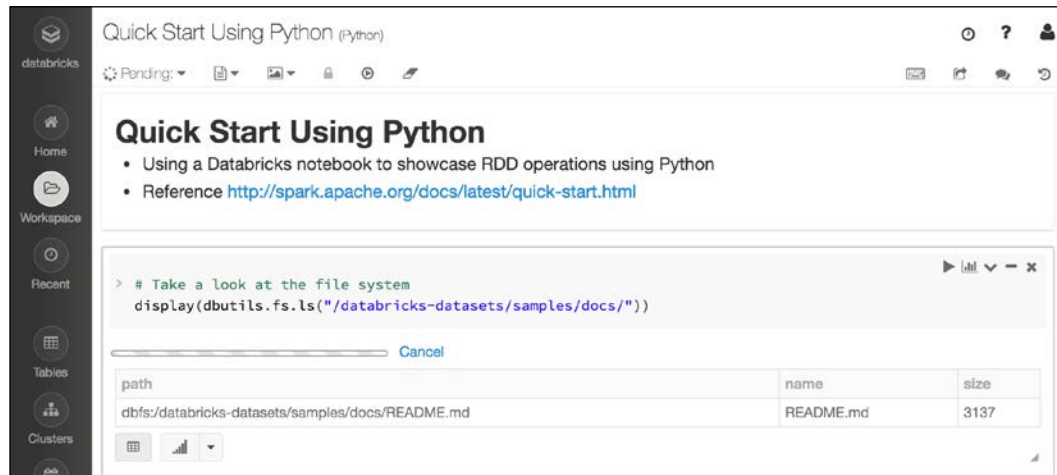 databricks
Home
Workspace
Recent
Tables
Clusters
Quick Start Using Python (Python)
?
Pending:
Quick Start Using Python
• Using a Databricks notebook to showcase RDD operations using Python
• Reference http://spark.apache.org/docs/latest/quick-start.html
> # Take a look at the file system
display(dbutils.fs.ls("/databricks-datasets/samples/docs/"))
Cancel
path name size
dbfs:/databricks-datasets/samples/docs/README.md README.md 3137